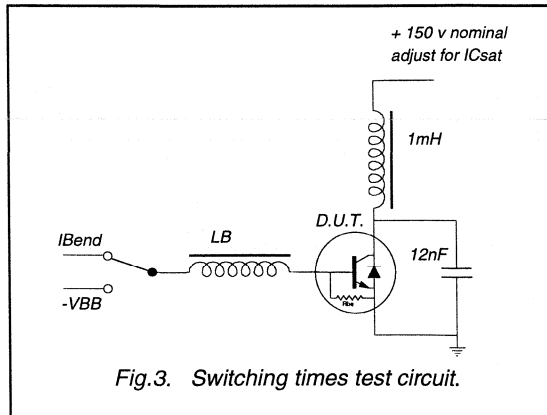 + 150 v nominal
adjust for ICsat
1mH
D.U.T.
LB
IBend
12nF
-VBB
Rbe
Fig.3. Switching times test circuit.